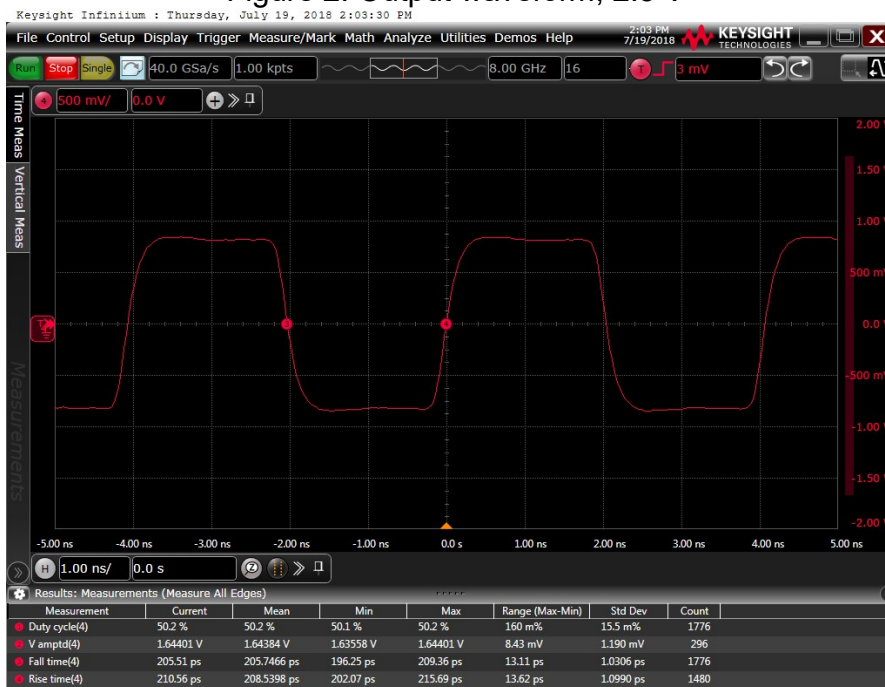 Keysight Infiniium : Thursday, July 19, 2018 2:03:30 PM
File Control Setup Display Trigger Measure/Mark Math Analyze Utilities Demos Help
2:03 PM
7/19/2018
KEYSIGHT
TECHNOLOGIES
Run Stop Single 40.0 GSa/s 1.00 kpts 8.00 GHz 16 T 3 mV
4 500 mV/ 0.0 V
Time Meas
Vertical Meas
Measurements
2.00
1.50
1.00
500 m
0.0
-500 m
-1.00
-1.50
-2.00
T
3
4
-5.00 ns -4.00 ns -3.00 ns -2.00 ns -1.00 ns 0.0 s 1.00 ns 2.00 ns 3.00 ns 4.00 ns 5.00 ns
H 1.00 ns/ 0.0 s
Results: Measurements (Measure All Edges)
Measurement Current Mean Min Max Range (Max-Min) Std Dev Count
Duty cycle(4) 50.2 % 50.2 % 50.1 % 50.2 % 160 m% 15.5 m% 1776
V amptd(4) 1.64401 V 1.64384 V 1.63558 V 1.64401 V 8.43 mV 1.190 mV 296
Fall time(4) 205.51 ps 205.7466 ps 196.25 ps 209.36 ps 13.11 ps 1.0306 ps 1776
Rise time(4) 210.56 ps 208.5398 ps 202.07 ps 215.69 ps 13.62 ps 1.0990 ps 1480